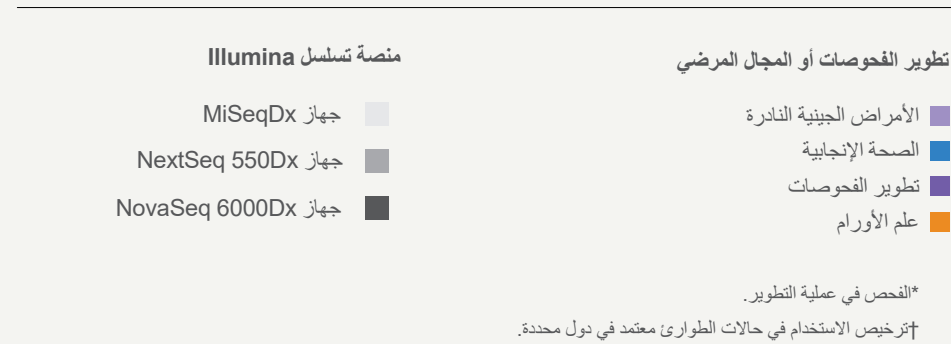 تطوير الفحوصات أو المجال المرضي
الأمراض الجينية النادرة
الصحة الإنجابية
تطوير الفحوصات
علم الأورام
منصة تسلسل Illumina
جهاز MiSeqDx
جهاز NextSeq 550Dx
جهاز NovaSeq 6000Dx
*الفحص في عملية التطوير.
†ترخيص الاستخدام في حالات الطوارئ معتمد في دول محددة.